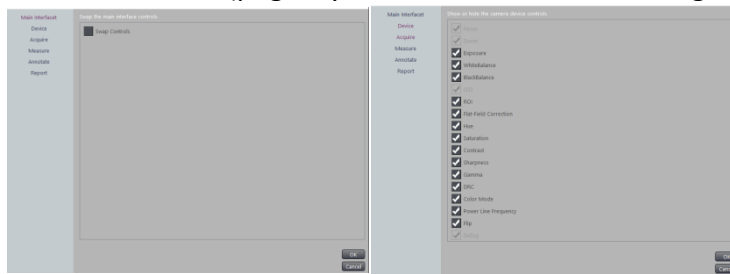 Main Interfacet
Device
Acquire
Measure
Annotate
Report
Swap the main interface controls
Swap Controls
OK
Cancel
Main Interfacet
Device
Acquire
Measure
Annotate
Report
Show or hide the camera device controls
Exposure
WhiteBalance
BlackBalance
ROI
Flat-Field Correction
Hue
Saturation
Contrast
Sharpness
Gamma
DRC
Color Mode
Power Line Frequency
Flip